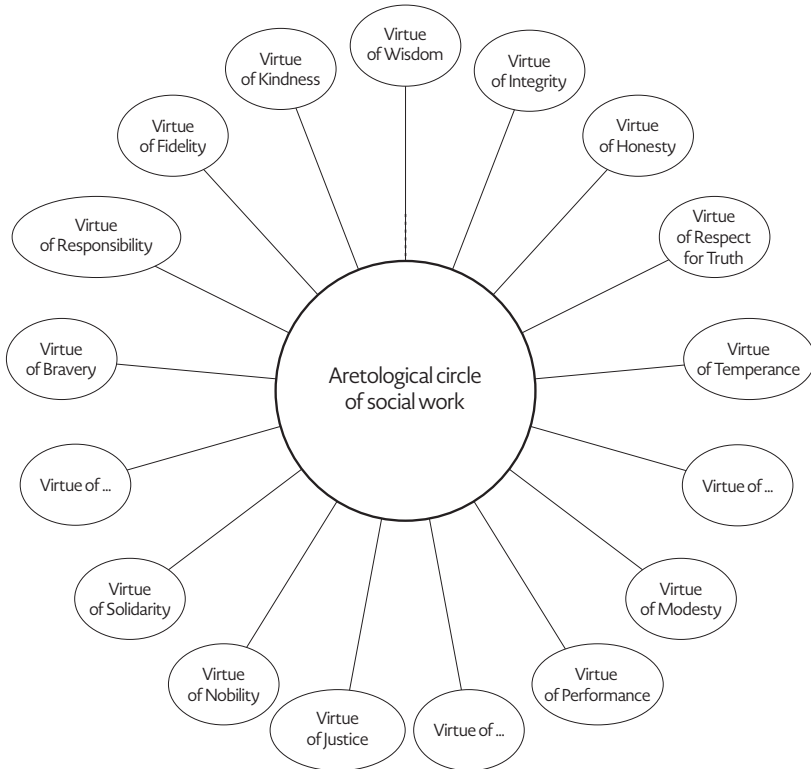 Virtue
of Wisdom
Virtue
of Kindness
Virtue
of Integrity
Virtue
of Fidelity
Virtue
of Honesty
Virtue
of Responsibility
Virtue
of Respect
for Truth
Virtue
of Bravery
Virtue
of Temperance
Aretological circle
of social work
Virtue of ...
Virtue of ...
Virtue
of Solidarity
Virtue
of Modesty
Virtue
of Nobility
Virtue
of Performance
Virtue
of Justice
Virtue of ...